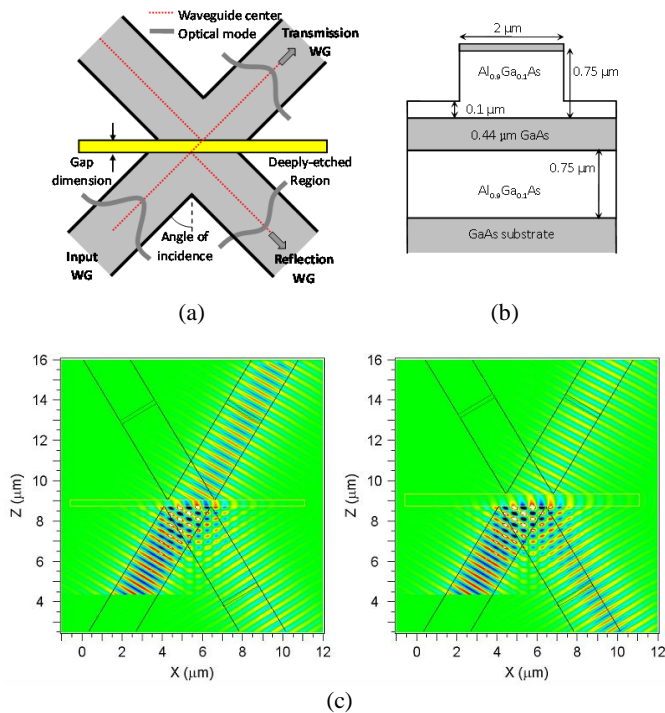 Waveguide center
Optical mode
Transmission
WG
Gap
dimension
Deeply-etched
Region
Input
WG
Angle of
incidence
Reflection
WG
(a)
2 μm
Al0.9Ga0.1As
0.75 μm
0.1 μm
0.44 μm GaAs
0.75 μm
Al0.9Ga0.1As
GaAs substrate
(b)
16
14
12
10
8
6
4
Z (μm)
0 2 4 6 8 10 12
X (μm)
16
14
12
10
8
6
4
Z (μm)
0 2 4 6 8 10 12
X (μm)
(c)